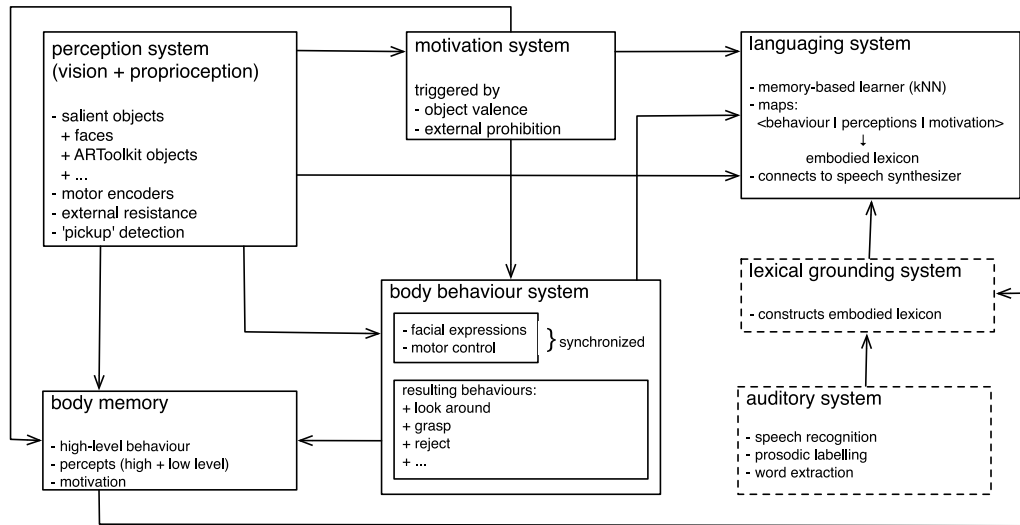 perception system
(vision + proprioception)
- salient objects
+ faces
+ ARToolkit objects
+ ...
- motor encoders
- external resistance
- 'pickup' detection
motivation system
triggered by
- object valence
- external prohibition
languaging system
- memory-based learner (kNN)
- maps:
<behaviour | perceptions | motivation>
↓
embodied lexicon
- connects to speech synthesizer
body behaviour system
- facial expressions
- motor control
} synchronized
resulting behaviours:
+ look around
+ grasp
+ reject
+ ...
lexical grounding system
- constructs embodied lexicon
body memory
- high-level behaviour
- percepts (high + low level)
- motivation
auditory system
- speech recognition
- prosodic labelling
- word extraction